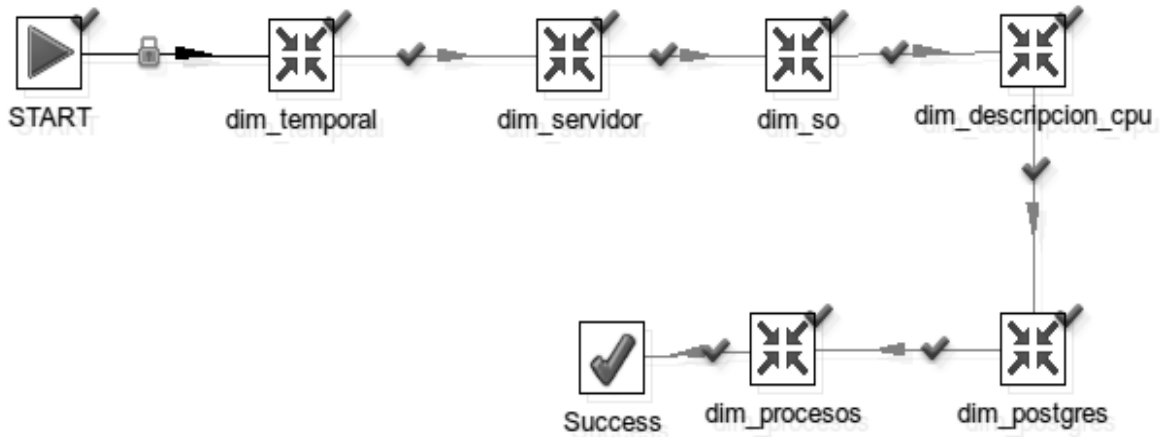 START
dim_temporal
dim_servidor
dim_so
dim_descripcion_cpu
Success
dim_procesos
dim_postgres